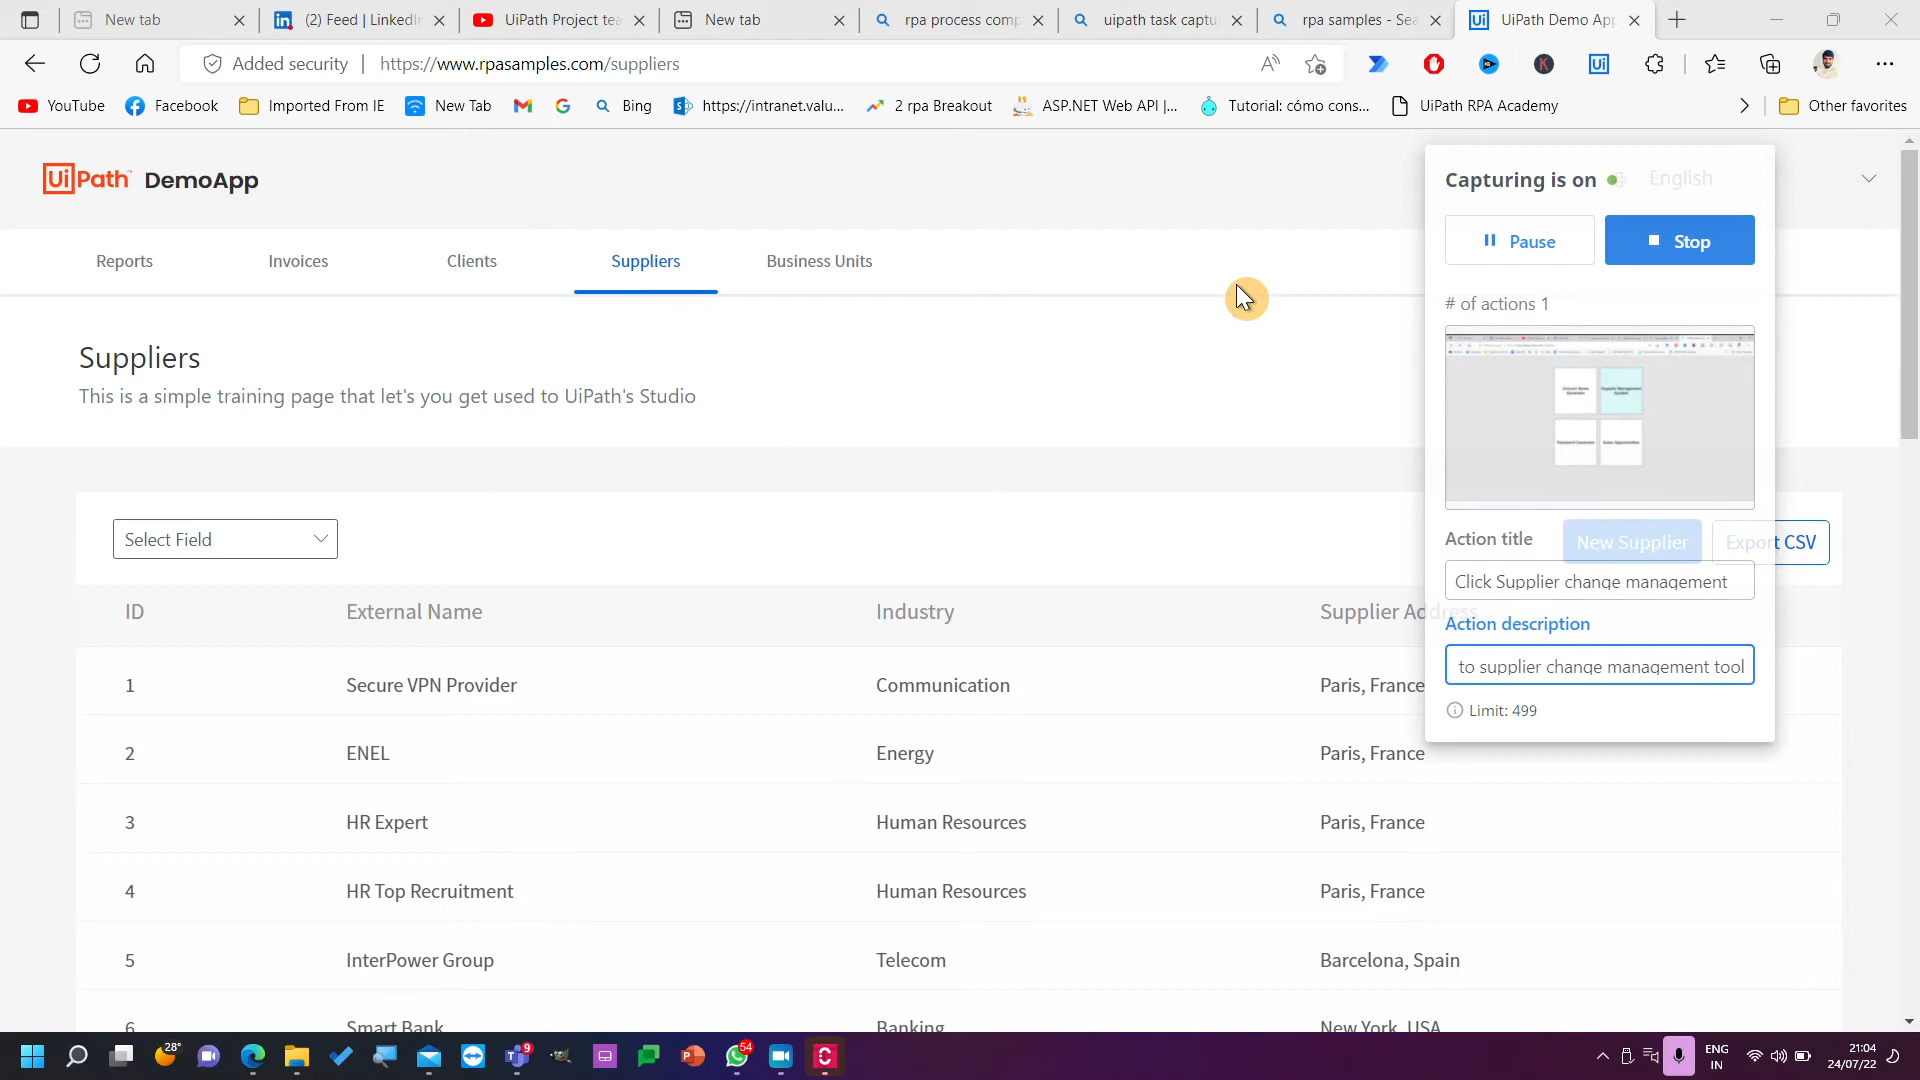 New tab
(2) Feed | LinkedIn
UiPath Project tea
New tab
rpa process comp
uipath task captu
rpa samples - Sea
UiPath Demo App
Added security
https://www.rpasamples.com/suppliers
YouTube
Facebook
Imported From IE
New Tab
Bing
https://intranet.valu...
2 rpa Breakout
ASP.NET Web API |...
Tutorial: cómo cons...
UiPath RPA Academy
Other favorites
UiPath DemoApp
Capturing is on
English
Pause
Stop
Reports
Invoices
Clients
Suppliers
Business Units
# of actions 1
Suppliers
This is a simple training page that let's you get used to UiPath's Studio
Supplier Management System
Select Field
Action title
New Supplier
Export CSV
Click Supplier change management
ID
External Name
Industry
Supplier Address
Action description
to supplier change management tool
Limit: 499
1
Secure VPN Provider
Communication
Paris, France
2
ENEL
Energy
Paris, France
3
HR Expert
Human Resources
Paris, France
4
HR Top Recruitment
Human Resources
Paris, France
5
InterPower Group
Telecom
Barcelona, Spain
6
Smart Bank
Banking
New York, USA
28°
9
54
ENG
IN
21:04
24/07/22